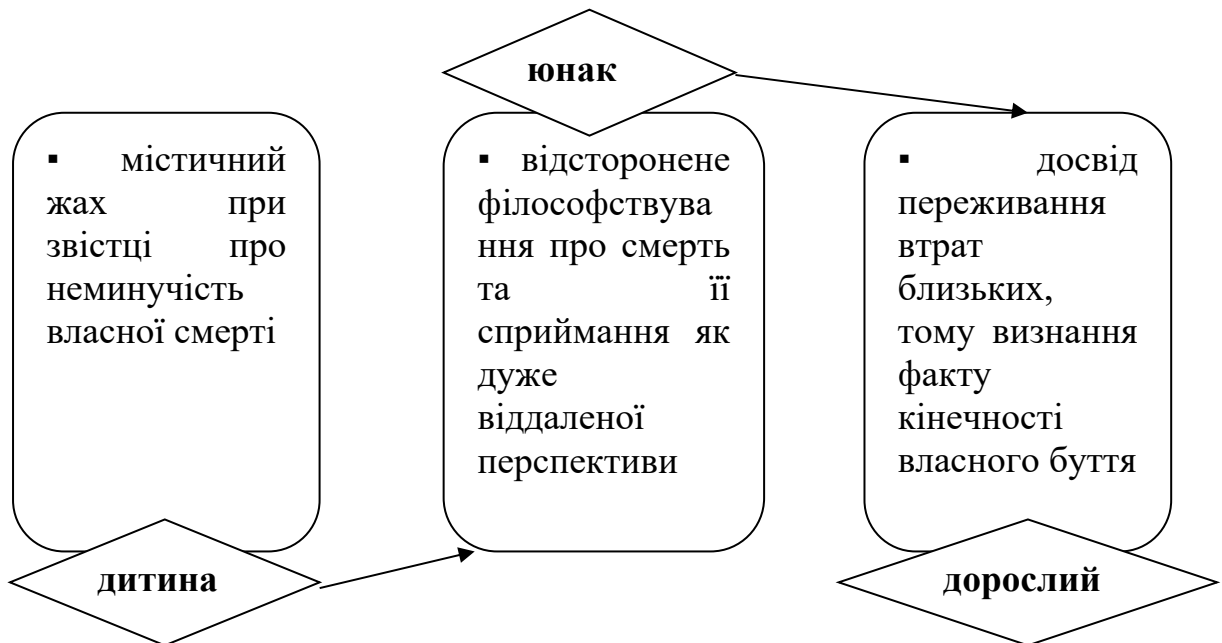 юнак
▪ містичний
жах при
звістці про
неминучість
власної смерті
▪ відсторонене
філософствува
ння про смерть
та її
сприймання як
дуже
віддаленої
перспективи
▪ досвід
переживання
втрат
близьких,
тому визнання
факту
кінечності
власного буття
дитина
дорослий